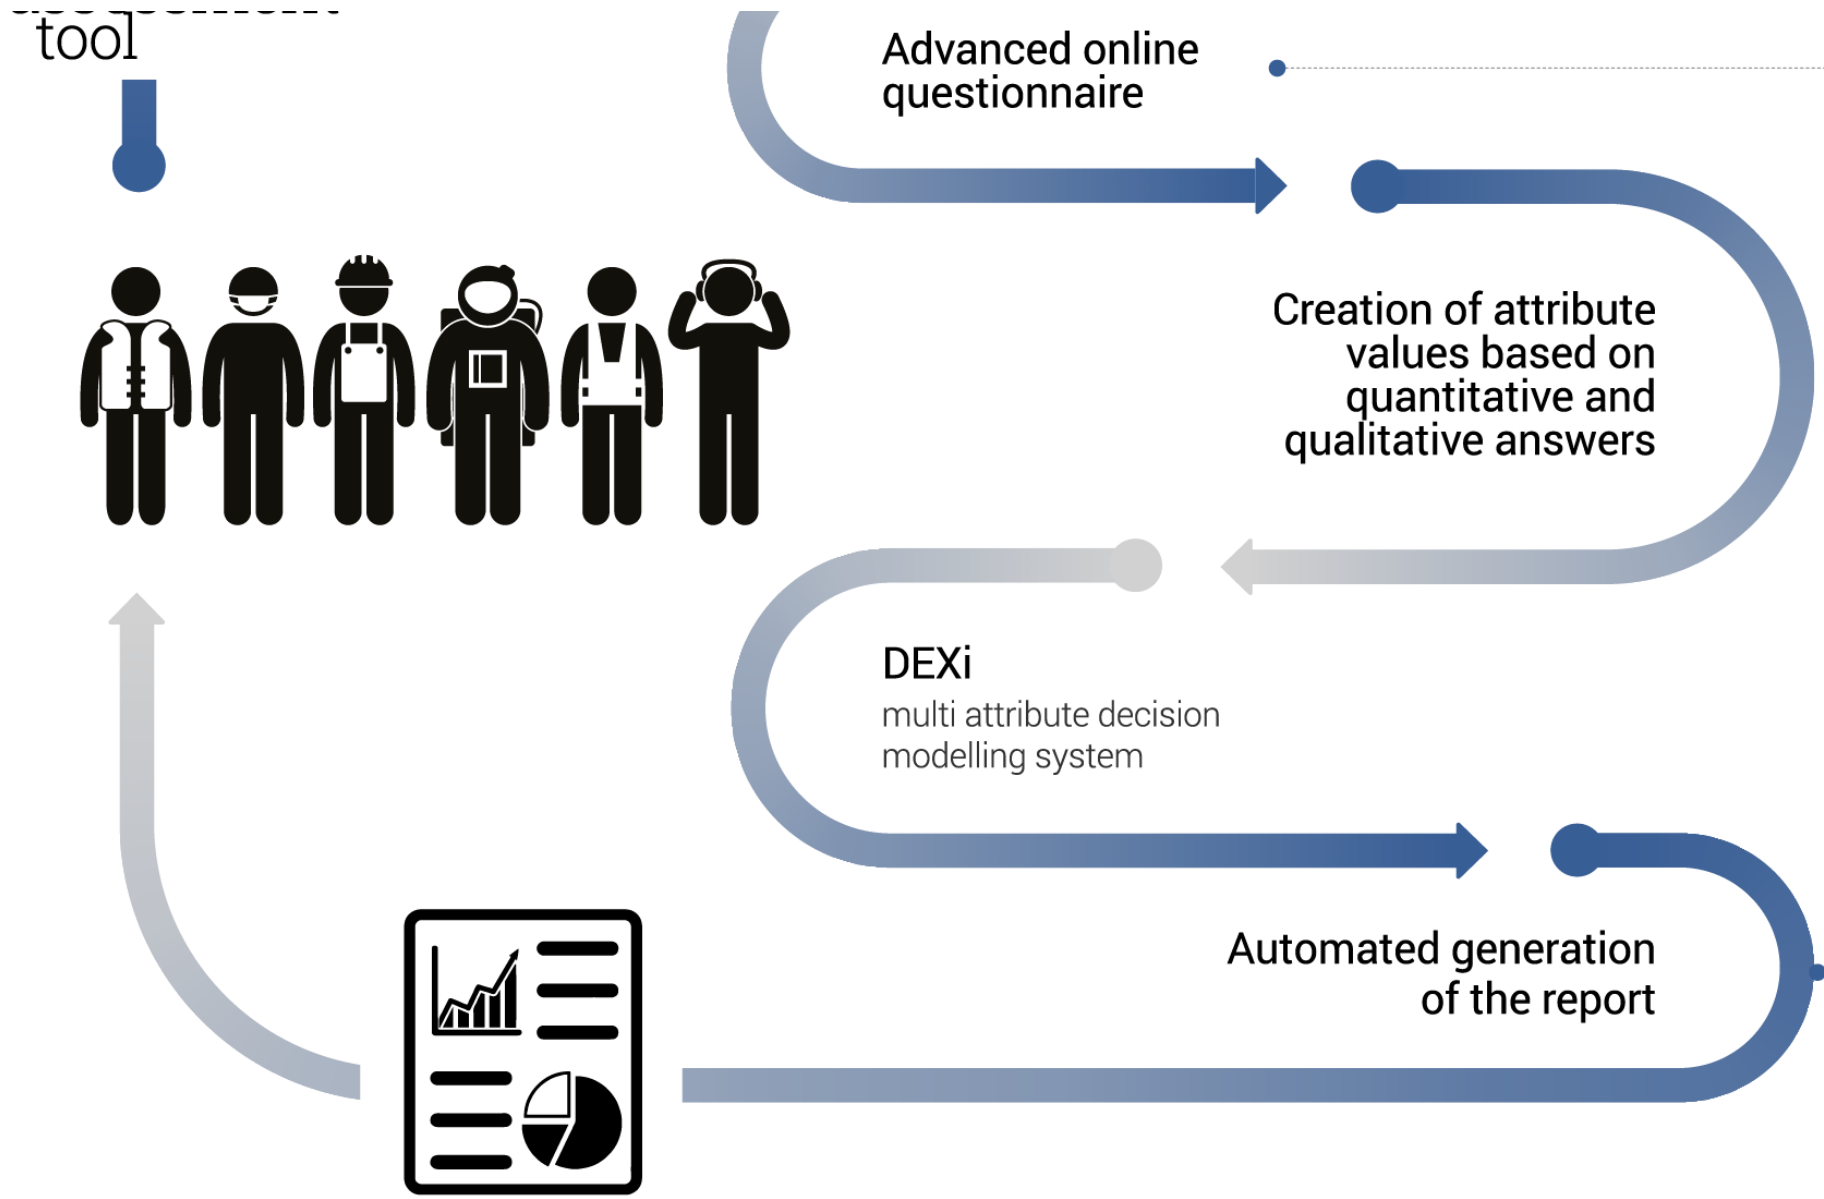 tool
Advanced online
questionnaire
Creation of attribute
values based on
quantitative and
qualitative answers
DEXi
multi attribute decision
modelling system
Automated generation
of the report